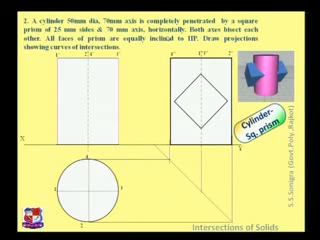 2. A cylinder 50mm dia, 70mm axis is completely penetrated by a square
prism of 25 mm sides & 70 mm axis, horizontally. Both axes bisect each
other. All faces of prism are equally inclined to HP. Draw projections
showing curves of intersections.
X
Y
Cylinder-
Sq. prism
S.S.Sonigra (Govt.Poly ,Rajkot)
Intersections of Solids